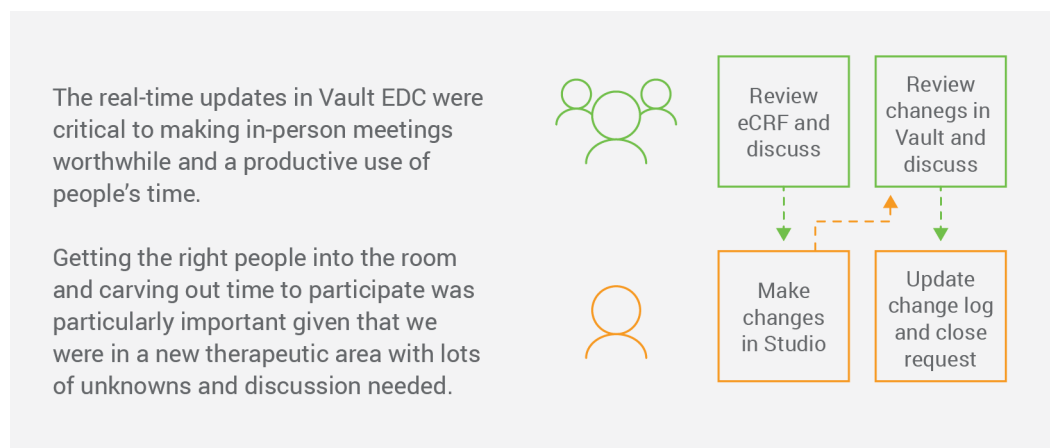 The real-time updates in Vault EDC were
critical to making in-person meetings
worthwhile and a productive use of
people’s time.
Getting the right people into the room
and carving out time to participate was
particularly important given that we
were in a new therapeutic area with lots
of unknowns and discussion needed.
Review
eCRF and
discuss
Review
chanegs in
Vault and
discuss
Make
changes
in Studio
Update
change log
and close
request